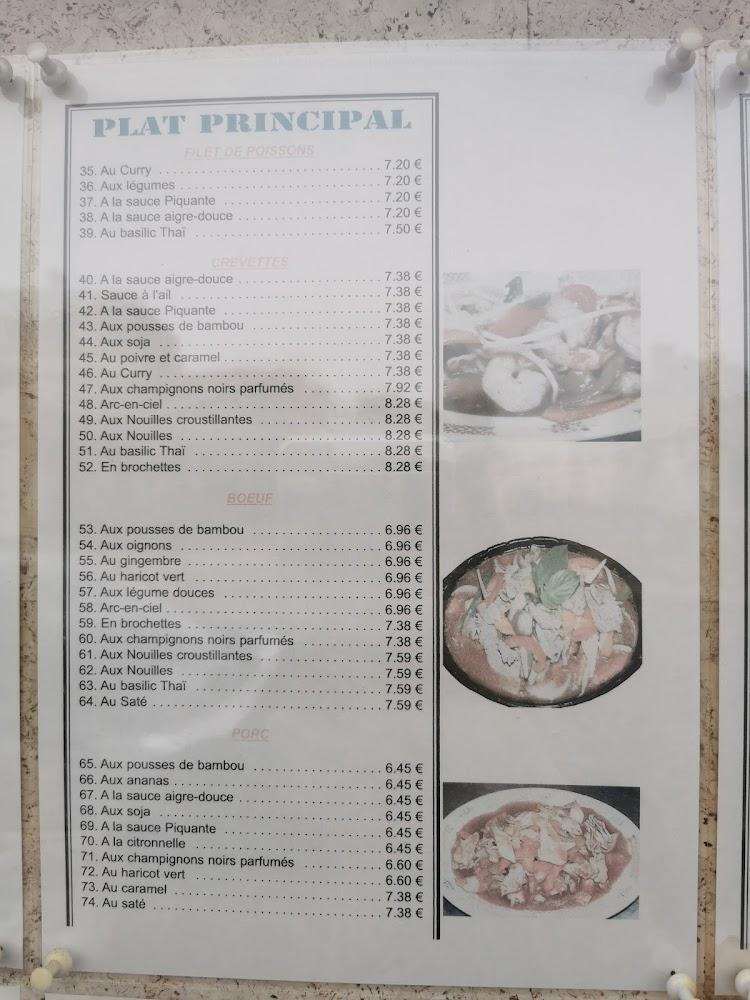 PLAT PRINCIPAL
FILET DE POISSONS
35. Au Curry 7.20 €
36. Aux légumes 7.20 €
37. A la sauce Piquante 7.20 €
38. A la sauce aigre-douce 7.20 €
39. Au basilic Thaï 7.50 €
CREVETTES
40. A la sauce aigre-douce 7.38 €
41. Sauce à l'ail 7.38 €
42. A la sauce Piquante 7.38 €
43. Aux pousses de bambou 7.38 €
44. Aux soja 7.38 €
45. Au poivre et caramel 7.38 €
46. Au Curry 7.38 €
47. Aux champignons noirs parfumés 7.92 €
48. Arc-en-ciel 8.28 €
49. Aux Nouilles croustillantes 8.28 €
50. Aux Nouilles 8.28 €
51. Au basilic Thaï 8.28 €
52. En brochettes 8.28 €
BOEUF
53. Aux pousses de bambou 6.96 €
54. Aux oignons 6.96 €
55. Au gingembre 6.96 €
56. Au haricot vert 6.96 €
57. Aux légume douces 6.96 €
58. Arc-en-ciel 6.96 €
59. En brochettes 7.38 €
60. Aux champignons noirs parfumés 7.38 €
61. Aux Nouilles croustillantes 7.59 €
62. Aux Nouilles 7.59 €
63. Au basilic Thaï 7.59 €
64. Au Saté 7.59 €
PORC
65. Aux pousses de bambou 6.45 €
66. Aux ananas 6.45 €
67. A la sauce aigre-douce 6.45 €
68. Aux soja 6.45 €
69. A la sauce Piquante 6.45 €
70. A la citronnelle 6.45 €
71. Aux champignons noirs parfumés 6.60 €
72. Au haricot vert 6.60 €
73. Au caramel 7.38 €
74. Au saté 7.38 €